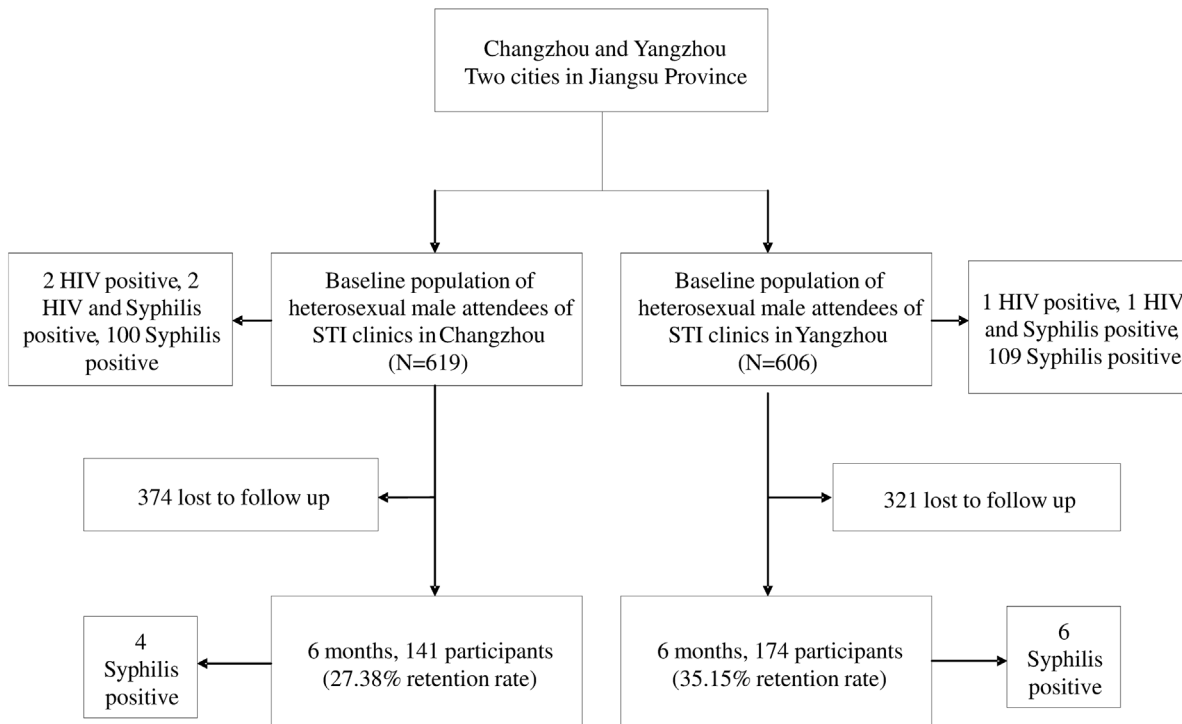 Changzhou and Yangzhou
Two cities in Jiangsu Province
2 HIV positive, 2
HIV and Syphilis
positive, 100 Syphilis
positive
Baseline population of
heterosexual male attendees of
STI clinics in Changzhou
(N=619)
Baseline population of
heterosexual male attendees of
STI clinics in Yangzhou
(N=606)
1 HIV positive, 1 HIV
and Syphilis positive,
109 Syphilis positive
374 lost to follow up
321 lost to follow up
4
Syphilis
positive
6 months, 141 participants
(27.38% retention rate)
6 months, 174 participants
(35.15% retention rate)
6
Syphilis
positive